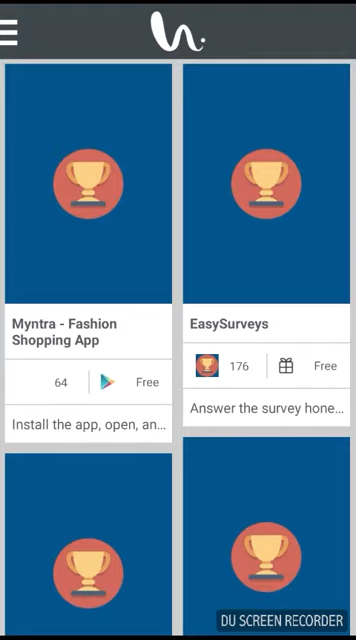 Myntra - Fashion
Shopping App
64
Free
Install the app, open, an...
EasySurveys
176
Free
Answer the survey hone...
DU SCREEN RECORDER